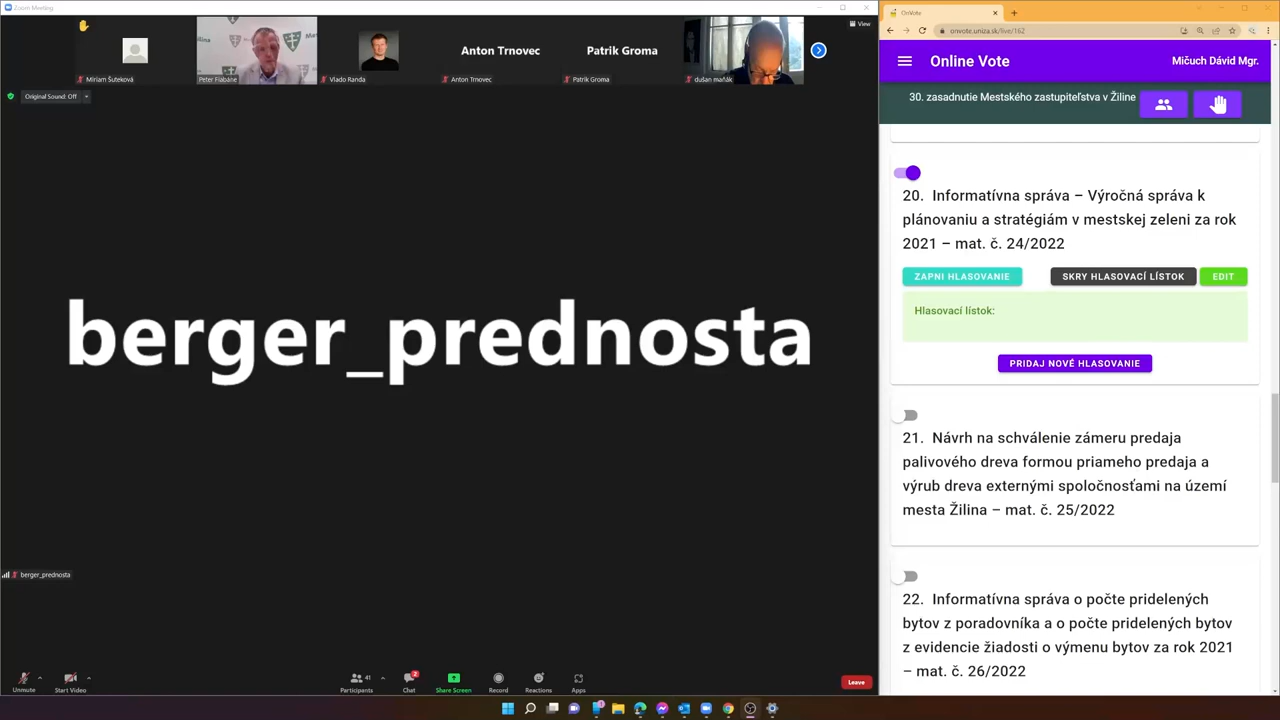 Zoom Meeting
View
Miriam Šuteková
Peter Fiabáne
Vlado Randa
Anton Trnovec
Anton Trnovec
Patrik Groma
Patrik Groma
dušan maňák
Original Sound: Off
berger_prednosta
berger_prednosta
Unmute
Start Video
41
Participants
2
Chat
Share Screen
Record
Reactions
Apps
Leave
OnVote
onvote.uniza.sk/live/162
Online Vote
Mičuch Dávid Mgr.
30. zasadnutie Mestského zastupiteľstva v Žiline
20. Informatívna správa – Výročná správa k
plánovaniu a stratégiám v mestskej zeleni za rok
2021 – mat. č. 24/2022
ZAPNI HLASOVANIE
SKRY HLASOVACÍ LÍSTOK
EDIT
Hlasovací lístok:
PRIDAJ NOVÉ HLASOVANIE
21. Návrh na schválenie zámeru predaja
palivového dreva formou priameho predaja a
výrub dreva externými spoločnosťami na území
mesta Žilina – mat. č. 25/2022
22. Informatívna správa o počte pridelených
bytov z poradovníka a o počte pridelených bytov
z evidencie žiadosti o výmenu bytov za rok 2021
– mat. č. 26/2022